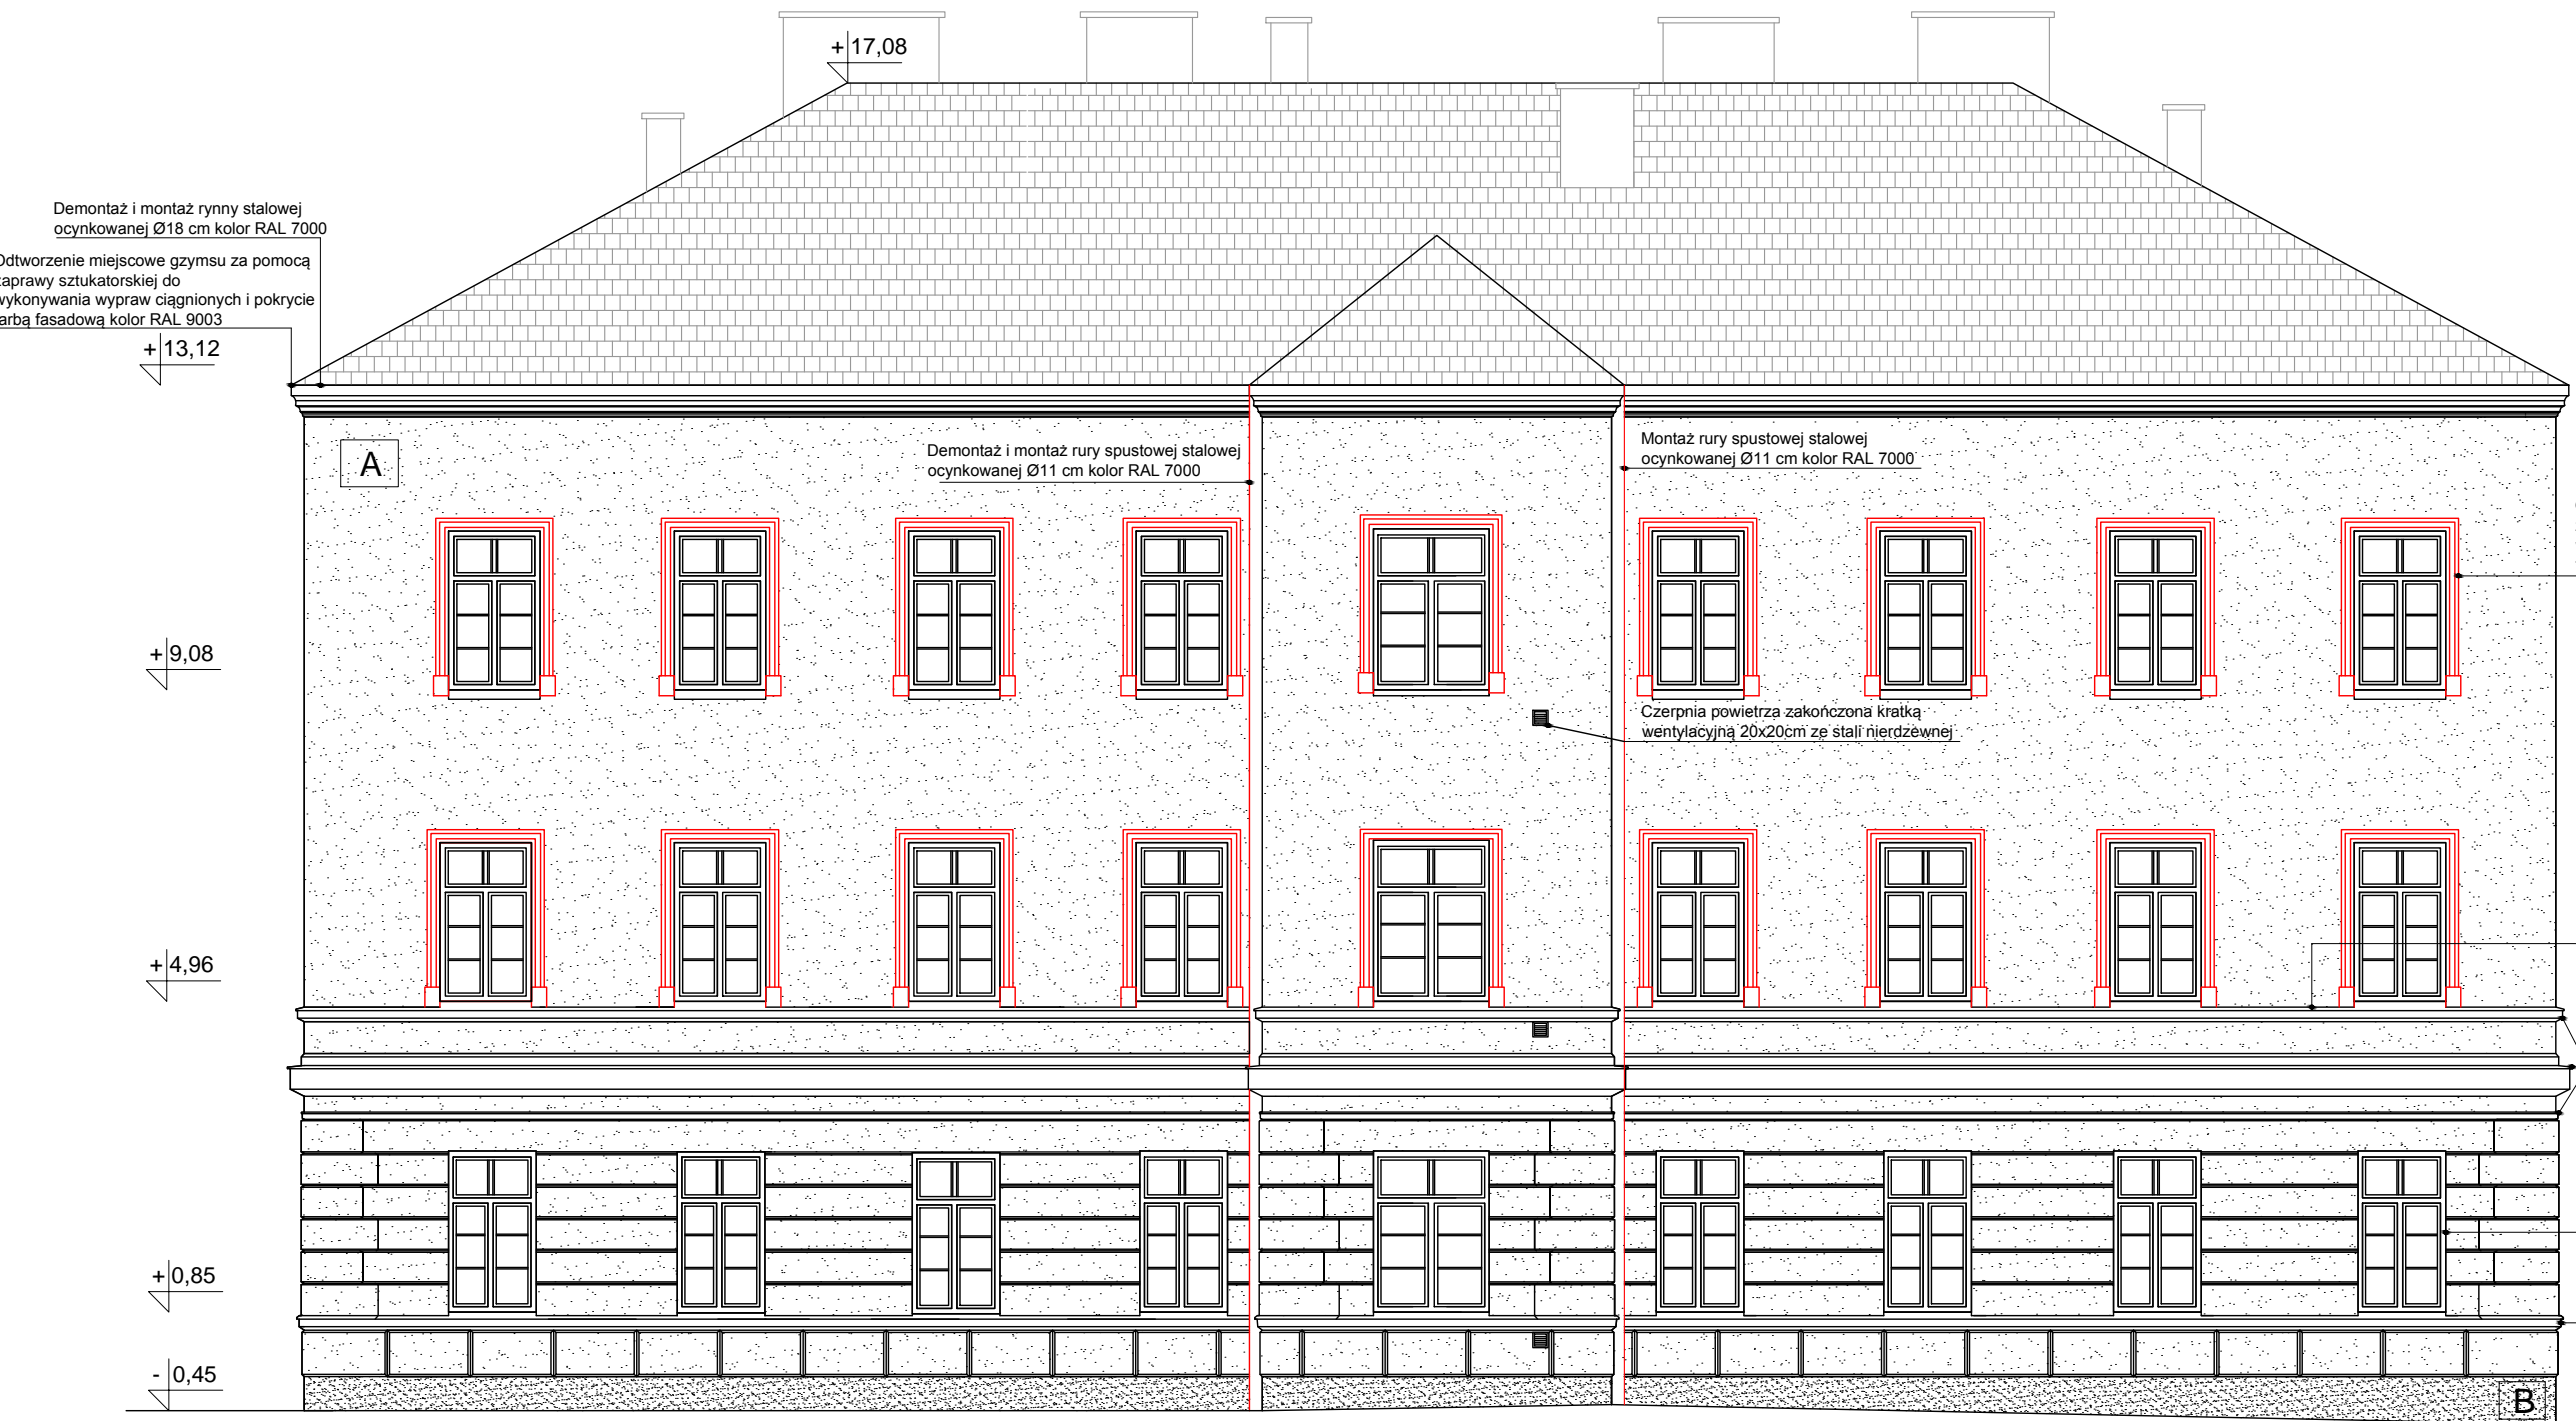 +17,08
Demontaż i montaż rynny stalowej
ocynkowanej Ø18 cm kolor RAL 7000
Odtworzenie miejscowe gzymsu za pomocą
zaprawy sztukatorskiej do
wykonywania wypraw ciągnionych i pokrycie
farbą fasadową kolor RAL 9003
+13,12
A
Demontaż i montaż rury spustowej stalowej
ocynkowanej Ø11 cm kolor RAL 7000
Montaż rury spustowej stalowej
ocynkowanej Ø11 cm kolor RAL 7000
+9,08
Czerpnia powietrza zakończona kratką
wentylacyjną 20x20cm ze stali nierdzewnej
+4,96
+0,85
- 0,45
B